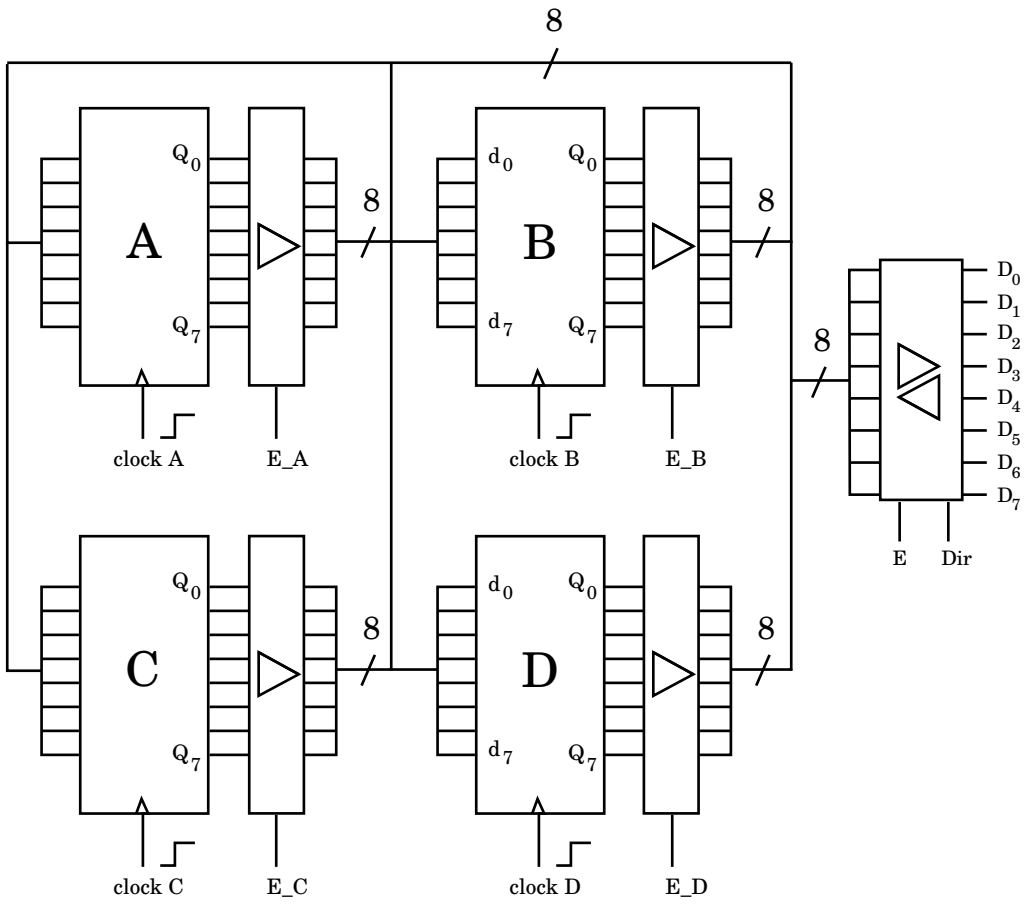 8
Q0
d0
Q0
8
8
A
B
D0
D1
D2
D3
D4
D5
D6
D7
8
Q7
d7
Q7
clock A
E_A
clock B
E_B
E
Dir
Q0
d0
Q0
8
8
C
D
Q7
d7
Q7
clock C
E_C
clock D
E_D